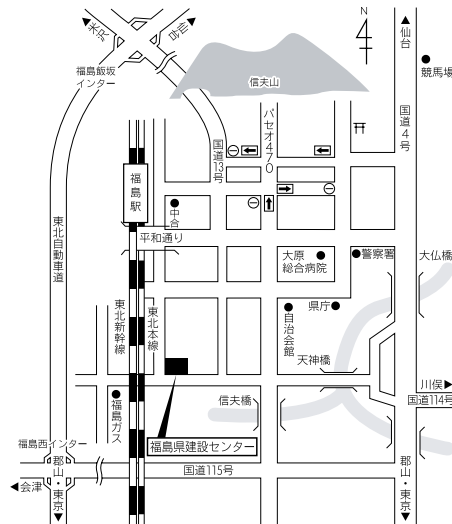 米沢
仙台
N
仙台
福島飯坂
インター
信夫山
競馬場
パセオ470
国道4号
国道13号
福島駅
中合
東北自動車道
平和通り
大原
総合病院
警察署
大仏橋
東北新幹線
東北本線
自治会館
県庁
天神橋
川俣
国道114号
福島ガス
信夫橋
福島県建設センター
福島西インター
国道115号
会津
郡山・東京
郡山・東京